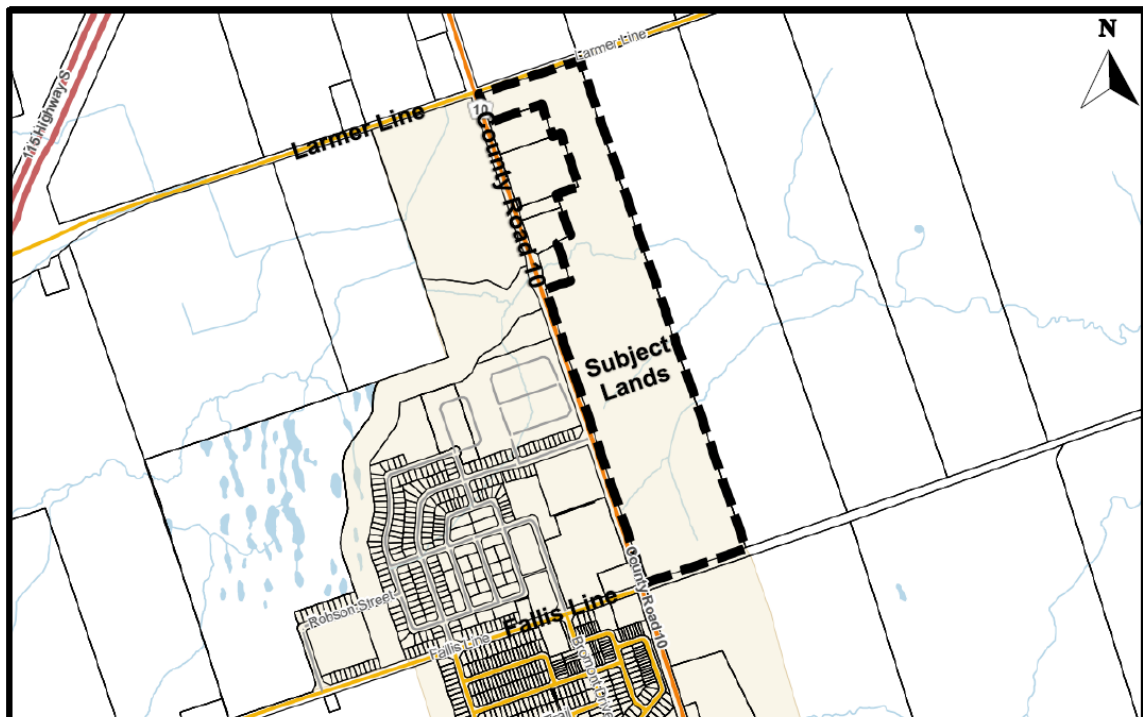 N
Larmer Line
115 Highway S
10
Larmer Line
County Road 10
Subject
Lands
County Road 10
Robson Street
Fallis Line
Fallis Line